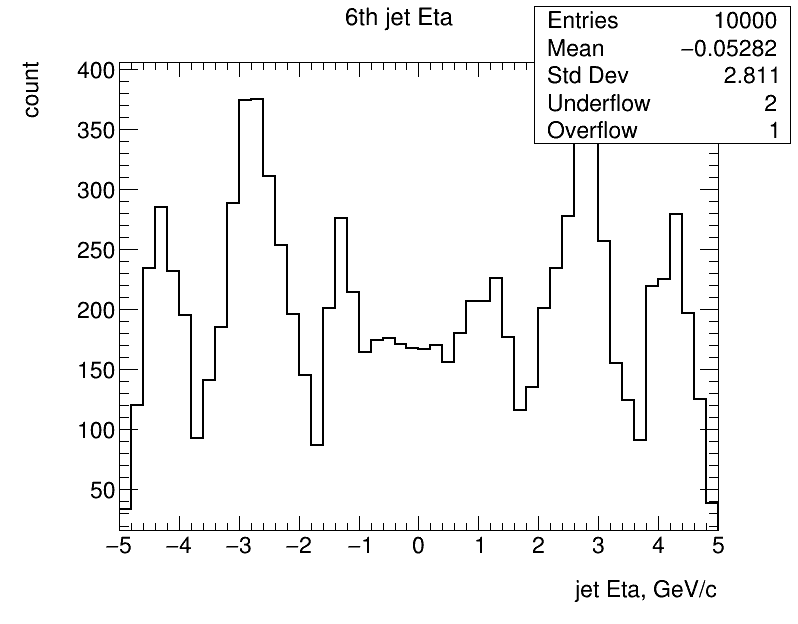 6th jet Eta
Entries 10000
Mean −0.05282
Std Dev 2.811
Underflow 2
Overflow 1
count
400
350
300
250
200
150
100
50
−5 −4 −3 −2 −1 0 1 2 3 4 5
jet Eta, GeV/c